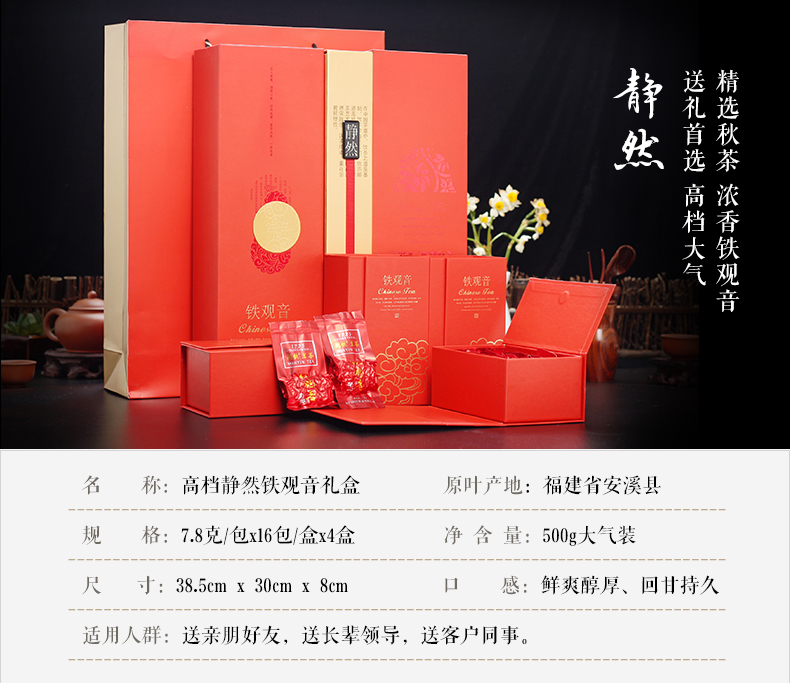 静然
精选秋茶 浓香铁观音
送礼首选 高档大气
静然
铁观音
Chinese Tea
铁观音
Chinese Tea
铁观音
Chinese Tea
名 称：高档静然铁观音礼盒
原叶产地：福建省安溪县
规 格：7.8克/包x16包/盒x4盒
净 含 量：500g大气装
尺 寸：38.5cm x 30cm x 8cm
口 感：鲜爽醇厚、回甘持久
适用人群：送亲朋好友，送长辈领导，送客户同事。